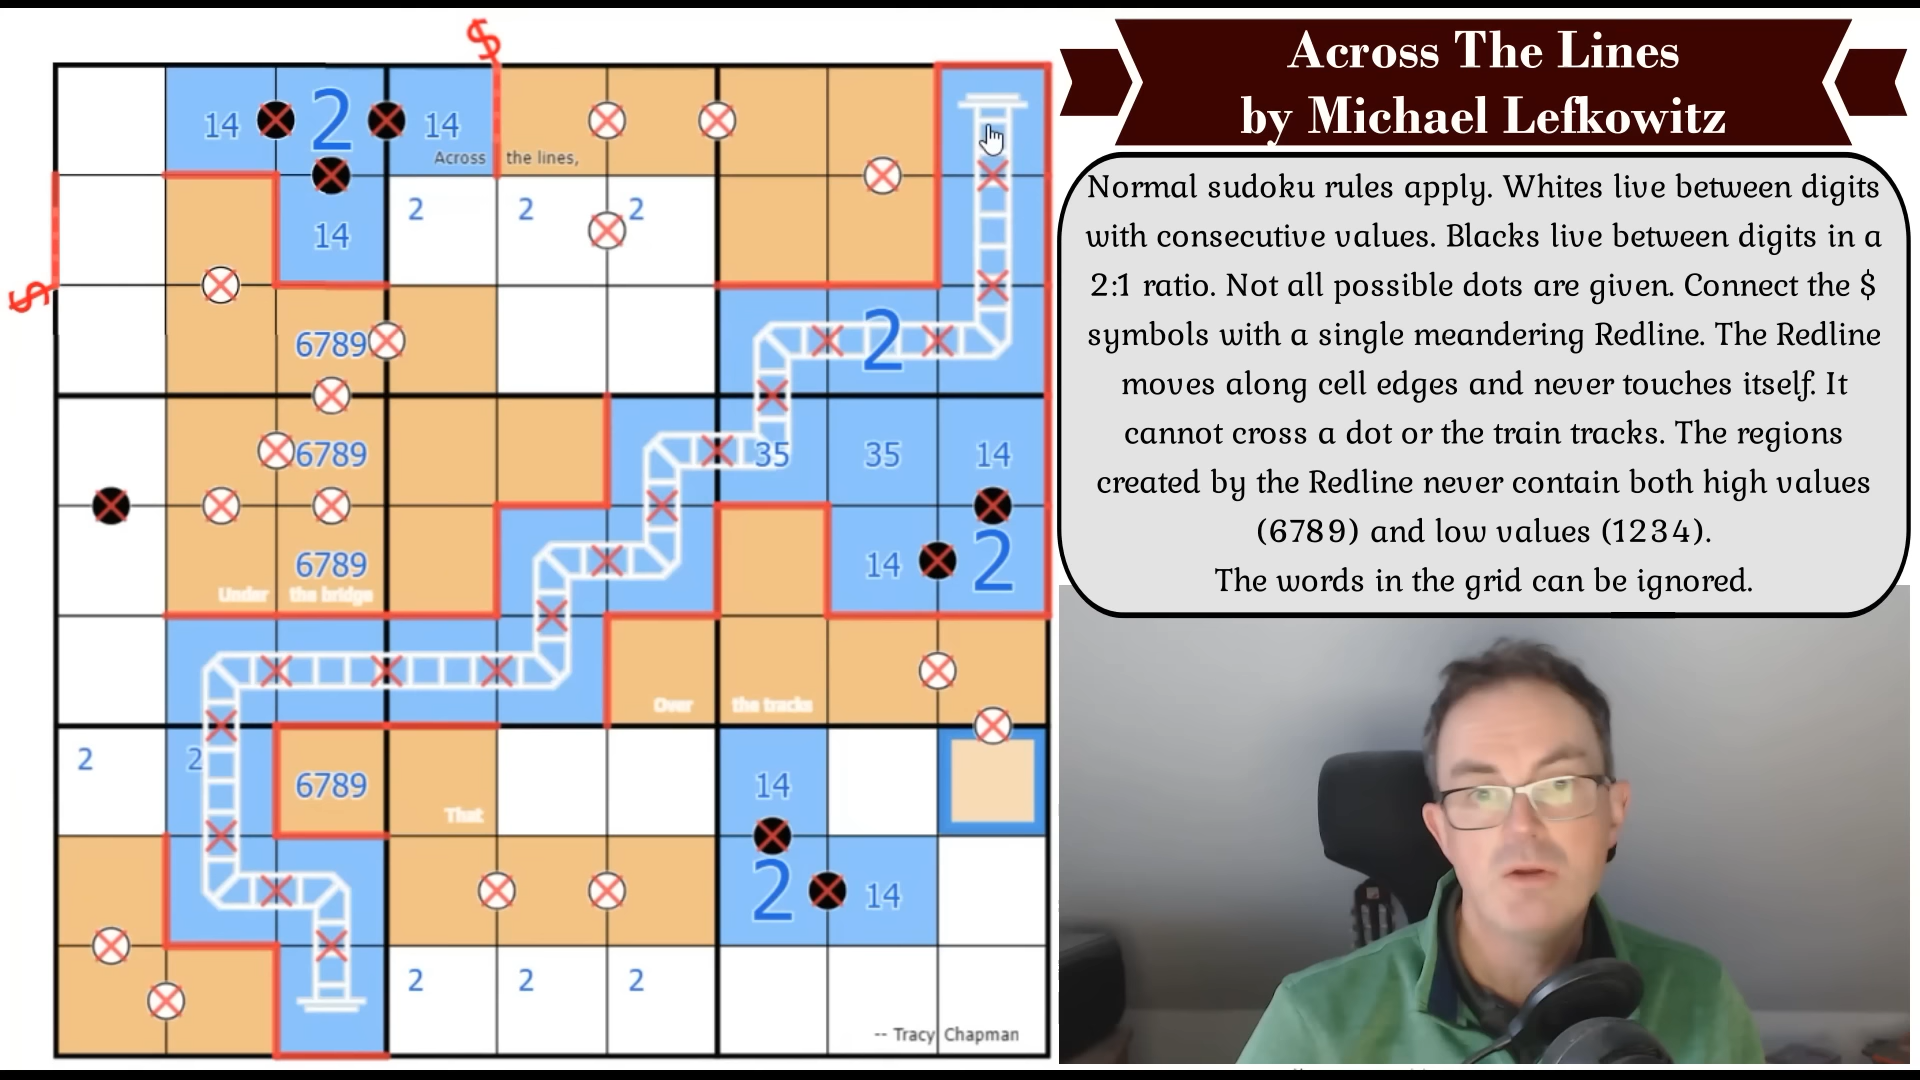 $
Across The Lines
by Michael Lefkowitz
14 2 14
Across the lines,
14 2 2 2
$
Normal sudoku rules apply. Whites live between digits
with consecutive values. Blacks live between digits in a
2:1 ratio. Not all possible dots are given. Connect the $
symbols with a single meandering Redline. The Redline
moves along cell edges and never touches itself. It
cannot cross a dot or the train tracks. The regions
created by the Redline never contain both high values
(6789) and low values (1234).
The words in the grid can be ignored.
6789 2
6789 35 35 14
6789 14 2
Under the bridge
Over the tracks
2 2 6789 14
That
2 14
2 2 2
-- Tracy Chapman